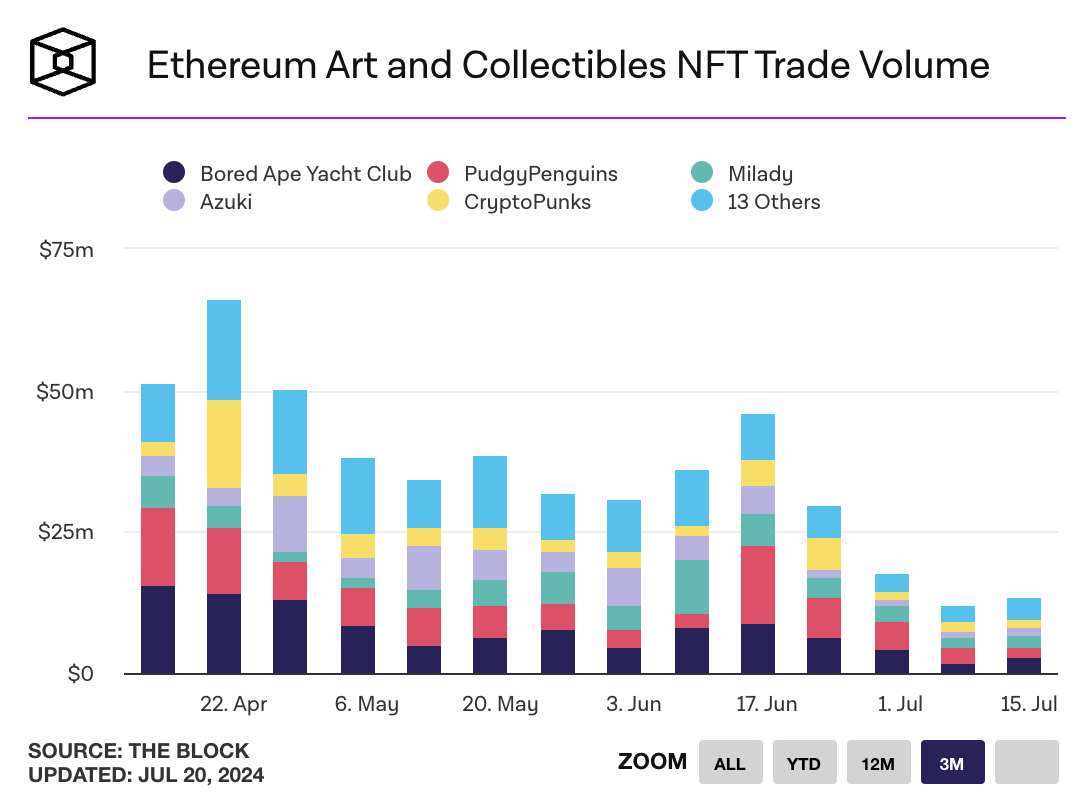 Ethereum Art and Collectibles NFT Trade Volume
Bored Ape Yacht Club PudgyPenguins Milady
Azuki CryptoPunks 13 Others
$75m
$50m
$25m
$0
22. Apr 6. May 20. May 3. Jun 17. Jun 1. Jul 15. Jul
SOURCE: THE BLOCK
UPDATED: JUL 20, 2024
ZOOM ALL YTD 12M 3M